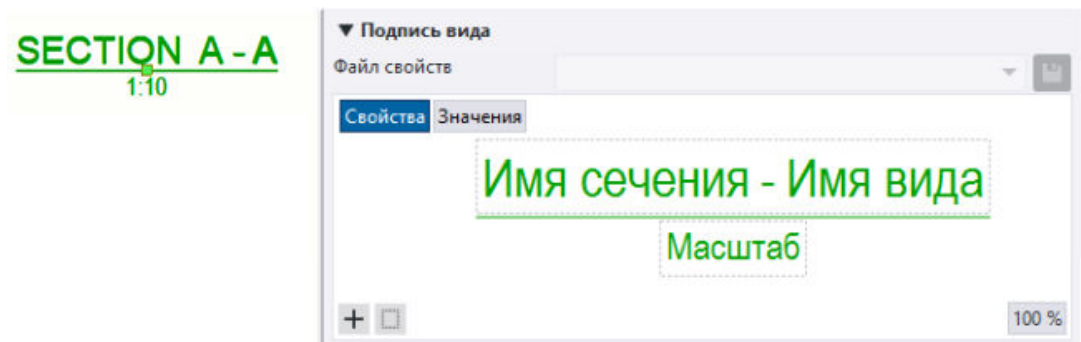 SECTION A - A
1:10
▼ Подпись вида
Файл свойств
Свойства Значения
Имя сечения - Имя вида
Масштаб
100 %